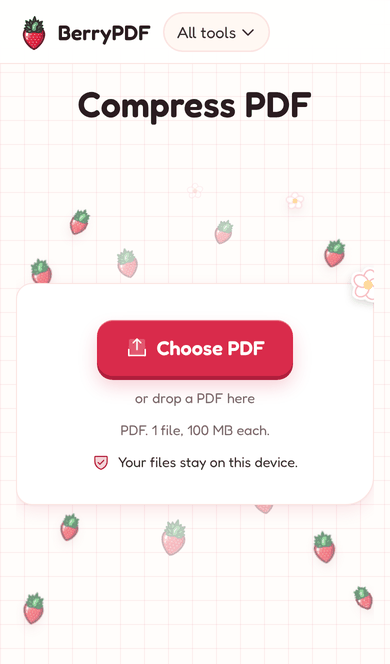 BerryPDF
All tools
Compress PDF
Choose PDF
or drop a PDF here
PDF. 1 file, 100 MB each.
Your files stay on this device.